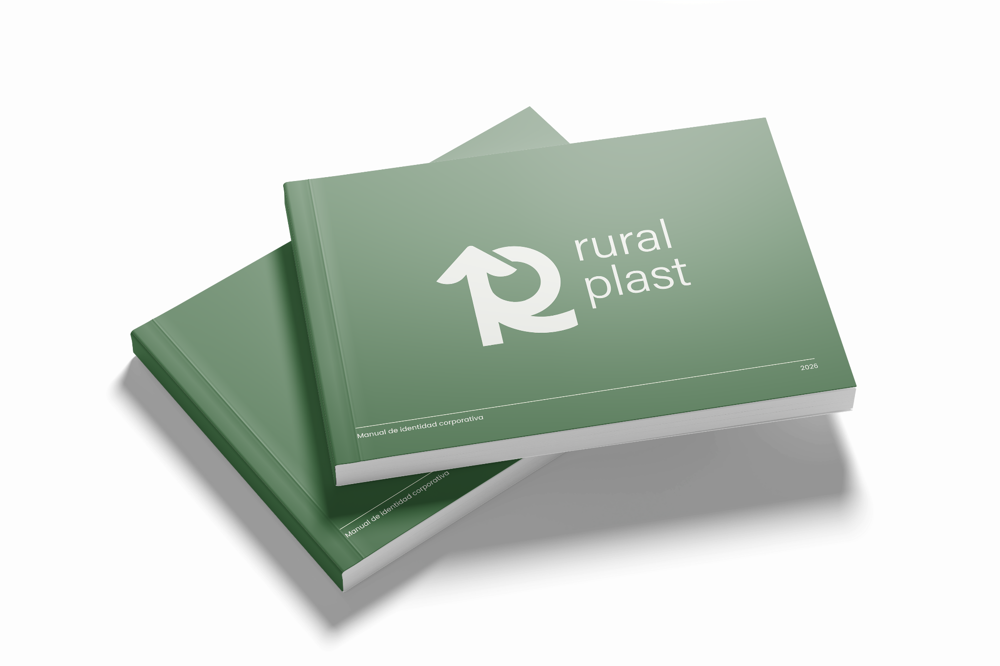 rural
plast
2026
Manual de identidad corporativa
Manual de identidad corporativa